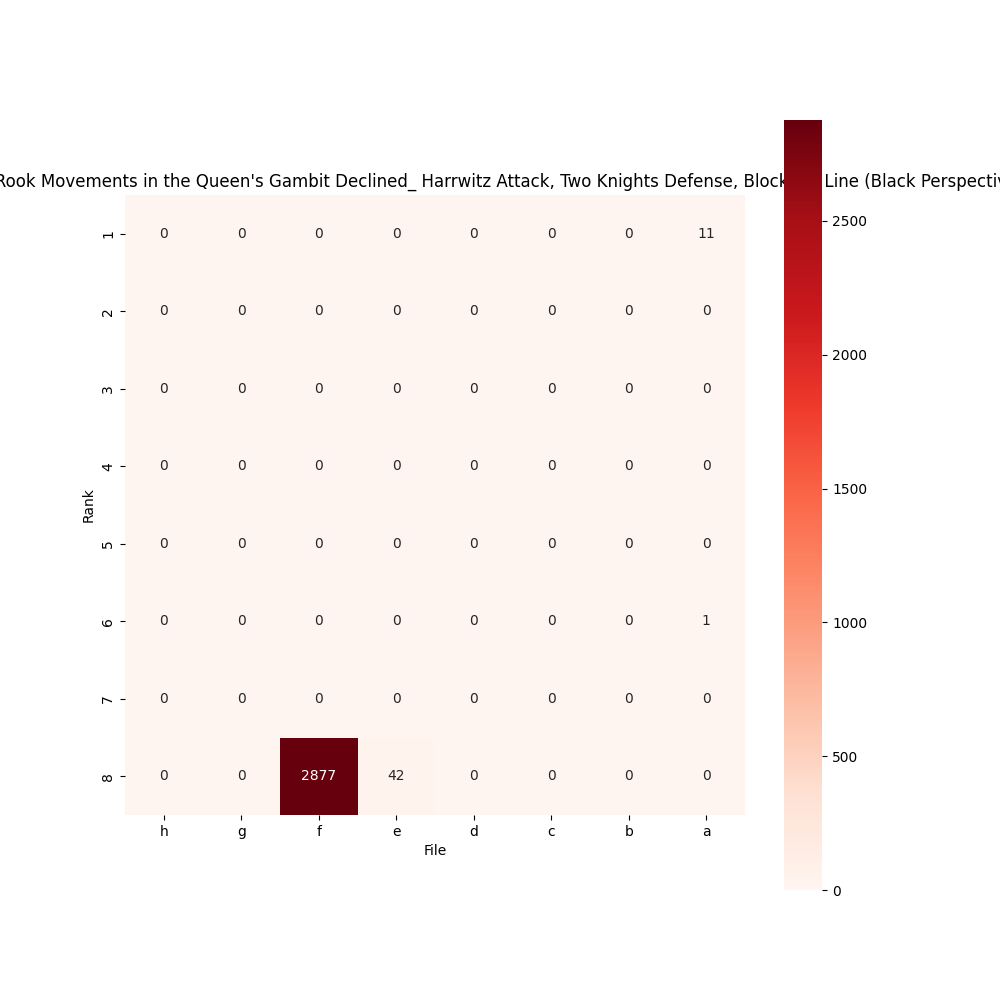 Rook Movements in the Queen's Gambit Declined_ Harrwitz Attack, Two Knights Defense, Line (Black
1 0 0 0 0 0 0 0 11
2 0 0 0 0 0 0 0 0
3 0 0 0 0 0 0 0 0
4 0 0 0 0 0 0 0 0
Rank
5 0 0 0 0 0 0 0 0
6 0 0 0 0 0 0 0 1
7 0 0 0 0 0 0 0 0
8 0 0 2877 42 0 0 0 0
h g f e d c b a
File
2500
2000
1500
1000
500
0